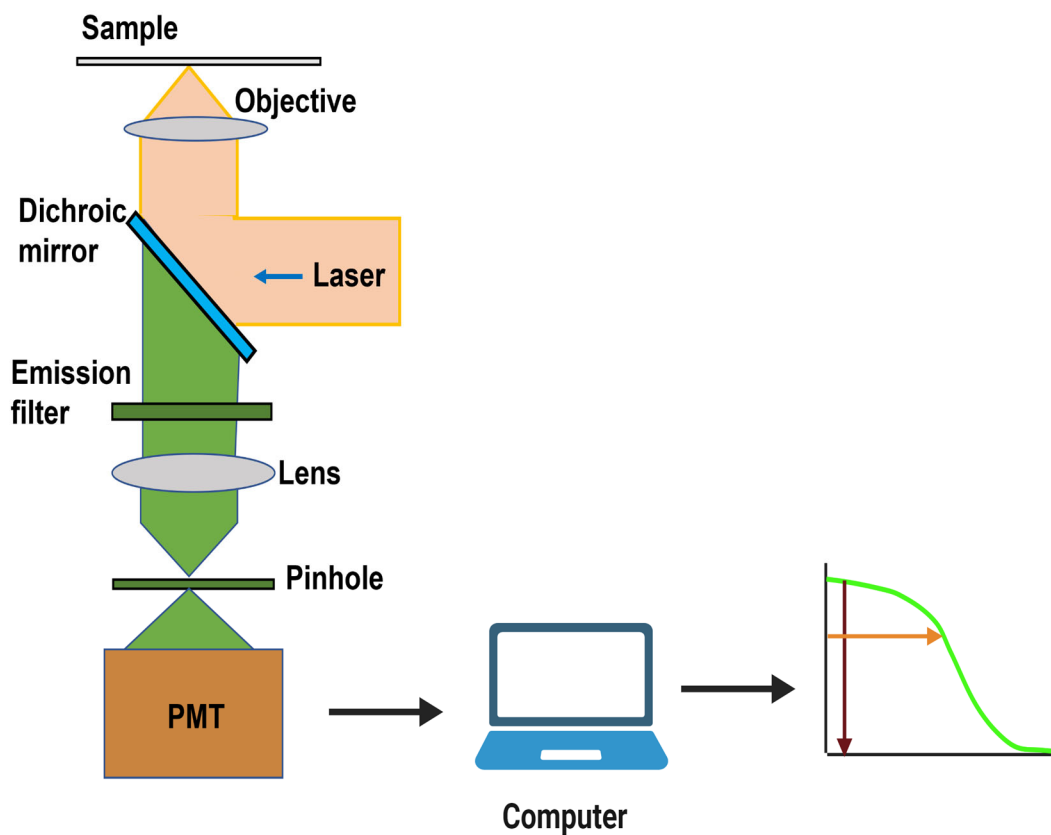 Sample
Objective
Dichroic
mirror
Laser
Emission
filter
Lens
Pinhole
PMT
Computer